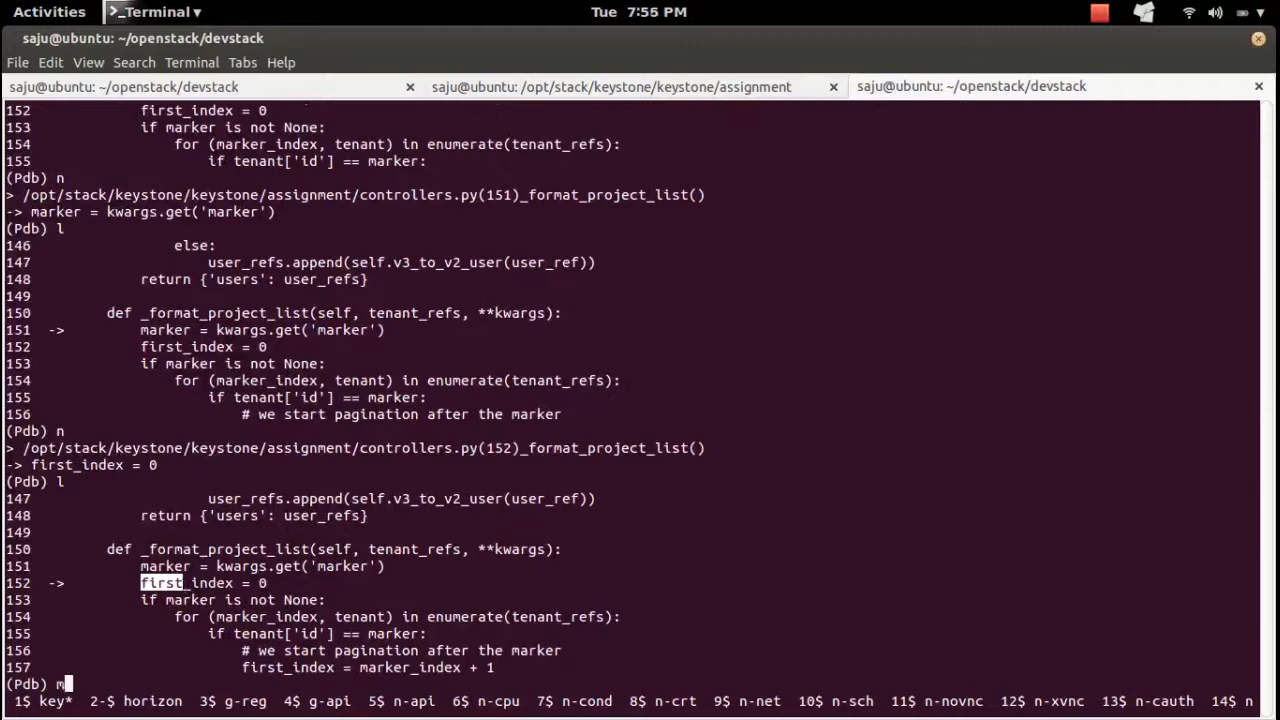 Activities >_Terminal ▾ Tue 7:55 PM
saju@ubuntu: ~/openstack/devstack
File Edit View Search Terminal Tabs Help
saju@ubuntu: ~/openstack/devstack saju@ubuntu: /opt/stack/keystone/keystone/assignment saju@ubuntu: ~/openstack/devstack
152 first_index = 0
153 if marker is not None:
154 for (marker_index, tenant) in enumerate(tenant_refs):
155 if tenant['id'] == marker:
(Pdb) n
> /opt/stack/keystone/keystone/assignment/controllers.py(151)_format_project_list()
-> marker = kwargs.get('marker')
(Pdb) l
146 else:
147 user_refs.append(self.v3_to_v2_user(user_ref))
148 return {'users': user_refs}
149
150 def _format_project_list(self, tenant_refs, **kwargs):
151 -> marker = kwargs.get('marker')
152 first_index = 0
153 if marker is not None:
154 for (marker_index, tenant) in enumerate(tenant_refs):
155 if tenant['id'] == marker:
156 # we start pagination after the marker
(Pdb) n
> /opt/stack/keystone/keystone/assignment/controllers.py(152)_format_project_list()
-> first_index = 0
(Pdb) l
147 user_refs.append(self.v3_to_v2_user(user_ref))
148 return {'users': user_refs}
149
150 def _format_project_list(self, tenant_refs, **kwargs):
151 marker = kwargs.get('marker')
152 -> first_index = 0
153 if marker is not None:
154 for (marker_index, tenant) in enumerate(tenant_refs):
155 if tenant['id'] == marker:
156 # we start pagination after the marker
157 first_index = marker_index + 1
(Pdb) m
1$ key* 2-$ horizon 3$ g-reg 4$ g-api 5$ n-api 6$ n-cpu 7$ n-cond 8$ n-crt 9$ n-net 10$ n-sch 11$ n-novnc 12$ n-xvnc 13$ n-cauth 14$ n